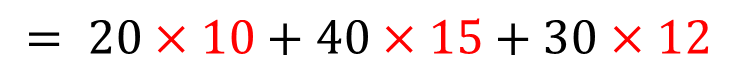 = 20 × 10 + 40 × 15 + 30 × 12